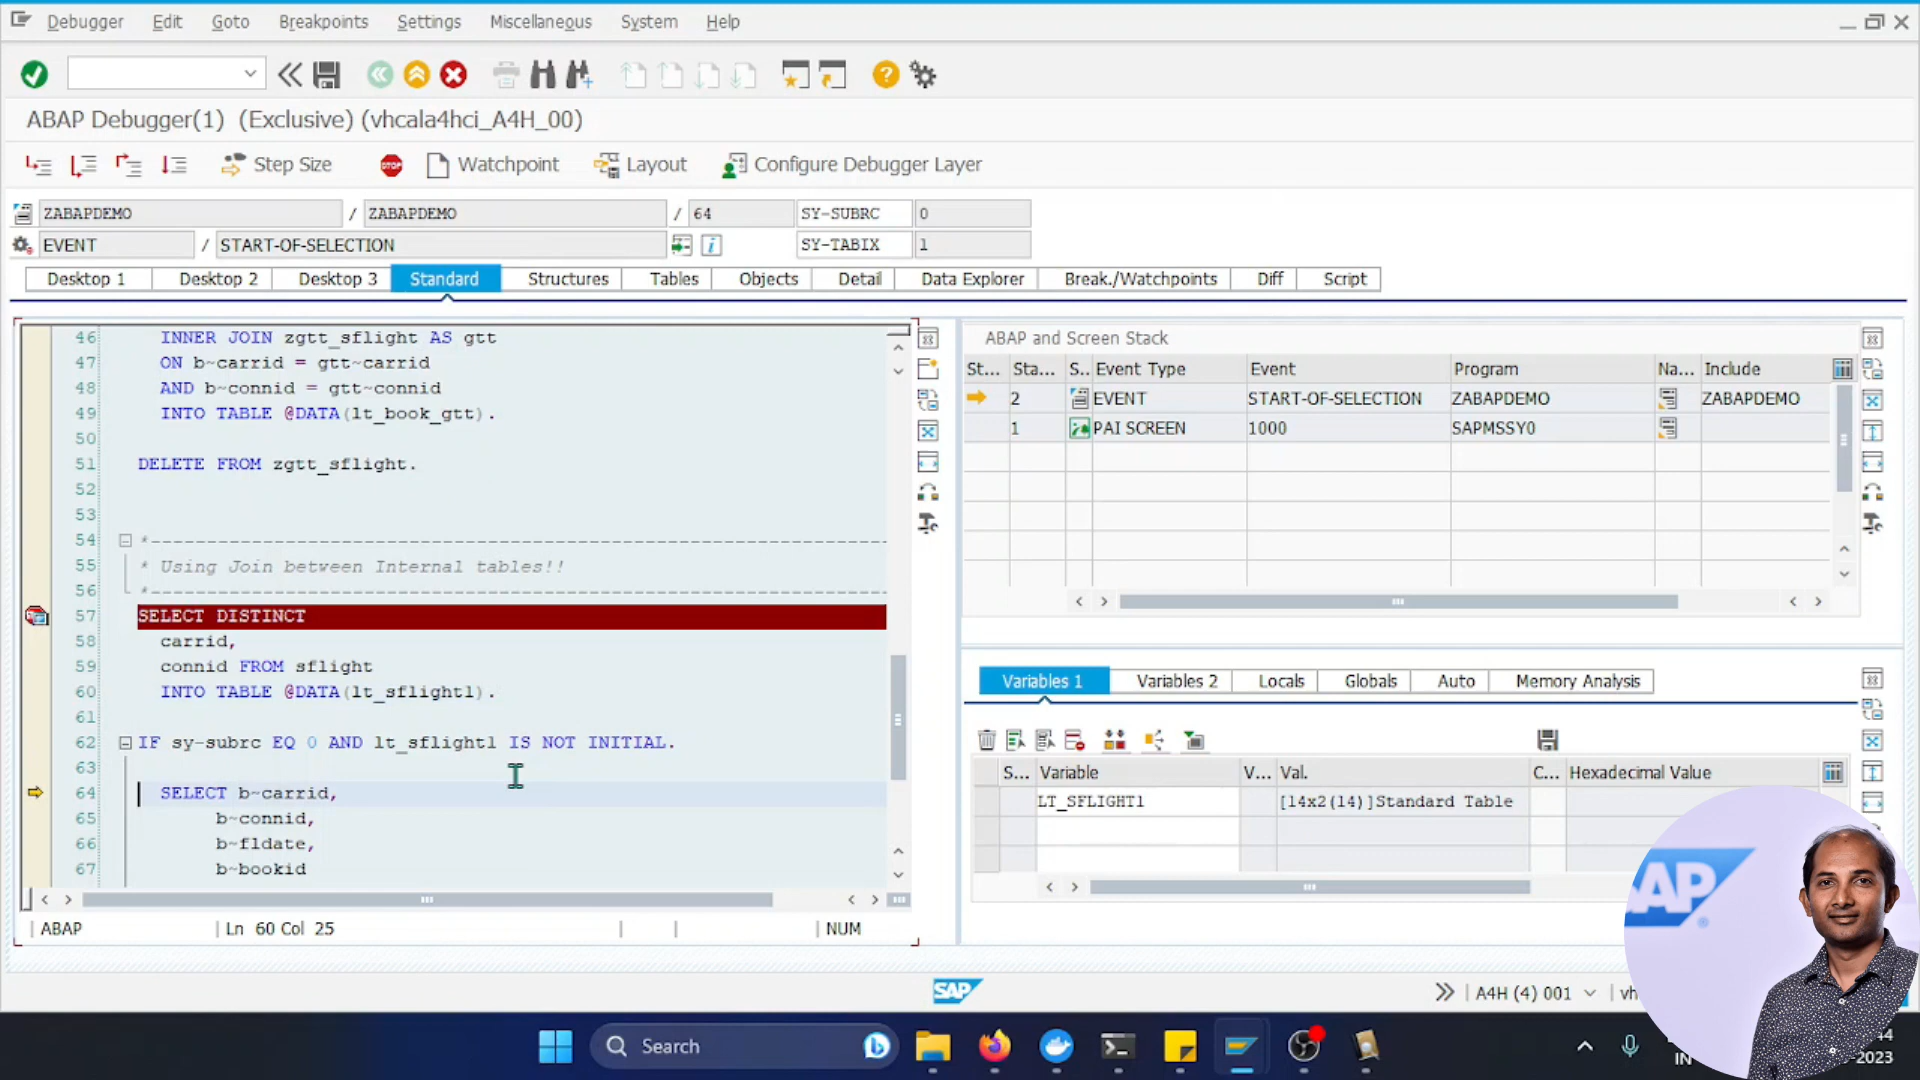 Debugger Edit Goto Breakpoints Settings Miscellaneous System Help
ABAP Debugger(1) (Exclusive) (vhcala4hci_A4H_00)
Step Size STOP Watchpoint Layout Configure Debugger Layer
ZABAPDEMO / ZABAPDEMO / 64 SY-SUBRC 0
EVENT / START-OF-SELECTION SY-TABIX 1
Desktop 1 Desktop 2 Desktop 3 Standard Structures Tables Objects Detail Data Explorer Break./Watchpoints Diff Script
46 INNER JOIN zgtt_sflight AS gtt
47 ON b~carrid = gtt~carrid
48 AND b~connid = gtt~connid
49 INTO TABLE @DATA(lt_book_gtt).
50
51 DELETE FROM zgtt_sflight.
52
53
54 *---------------------------------------------------------------
55 * Using Join between Internal tables!!
56 *---------------------------------------------------------------
57 SELECT DISTINCT
58 carrid,
59 connid FROM sflight
60 INTO TABLE @DATA(lt_sflight1).
61
62 IF sy-subrc EQ 0 AND lt_sflight1 IS NOT INITIAL.
63
64 SELECT b~carrid,
65 b~connid,
66 b~fldate,
67 b~bookid
ABAP Ln 60 Col 25 NUM
ABAP and Screen Stack
St... Sta... S.. Event Type Event Program Na... Include
2 EVENT START-OF-SELECTION ZABAPDEMO ZABAPDEMO
1 PAI SCREEN 1000 SAPMSSY0
Variables 1 Variables 2 Locals Globals Auto Memory Analysis
S... Variable V... Val. C... Hexadecimal Value
LT_SFLIGHT1 [14x2(14)]Standard Table
SAP
SAP A4H (4) 001 vh
Search
IN
44
-2023